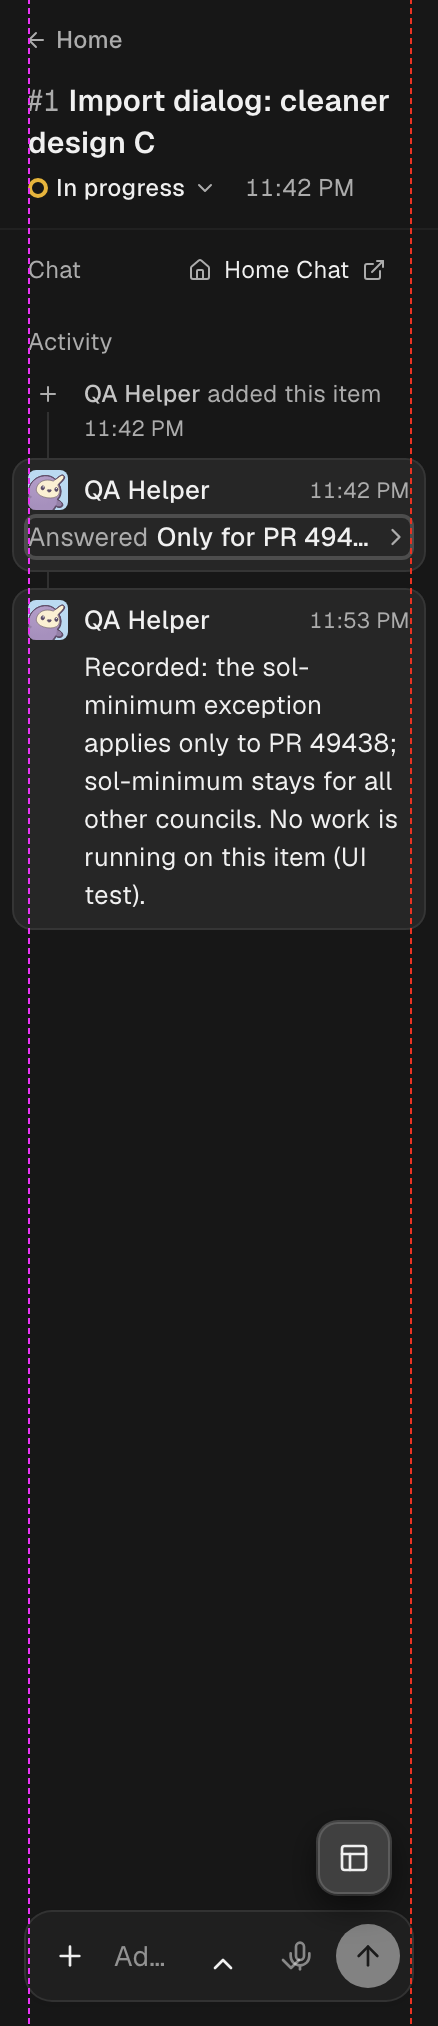 Home
#1 Import dialog: cleaner
design C
In progress 11:42 PM
Chat Home Chat
Activity
QA Helper added this item
11:42 PM
QA Helper 11:42 PM
Answered Only for PR 494...
QA Helper 11:53 PM
Recorded: the sol-
minimum exception
applies only to PR 49438;
sol-minimum stays for all
other councils. No work is
running on this item (UI
test).
Ad...